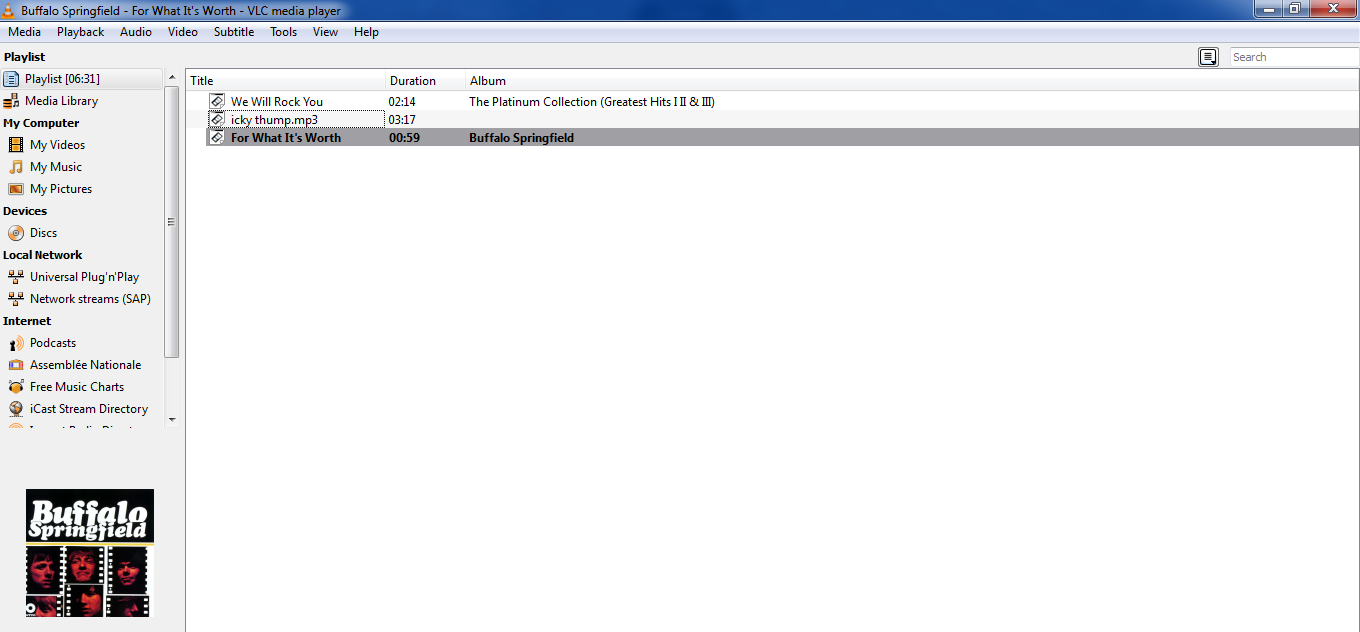 Buffalo Springfield - For What It's Worth - VLC media player
Media Playback Audio Video Subtitle Tools View Help
Playlist
Search
Playlist [06:31]
Media Library
My Computer
My Videos
My Music
My Pictures
Devices
Discs
Local Network
Universal Plug'n'Play
Network streams (SAP)
Internet
Podcasts
Assemblée Nationale
Free Music Charts
iCast Stream Directory
Title Duration Album
We Will Rock You 02:14 The Platinum Collection (Greatest Hits I II & III)
icky thump.mp3 03:17
For What It's Worth 00:59 Buffalo Springfield
Buffalo
Springfield